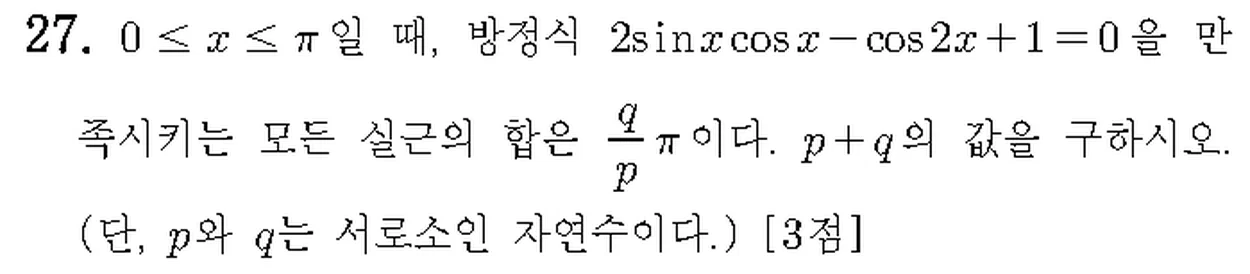 27. 0 ≤ x ≤ π일 때, 방정식 2sinxcosx−cos2x+1=0을 만
족시키는 모든 실근의 합은 q/p π이다. p+q의 값을 구하시오.
(단, p와 q는 서로소인 자연수이다.) [3점]